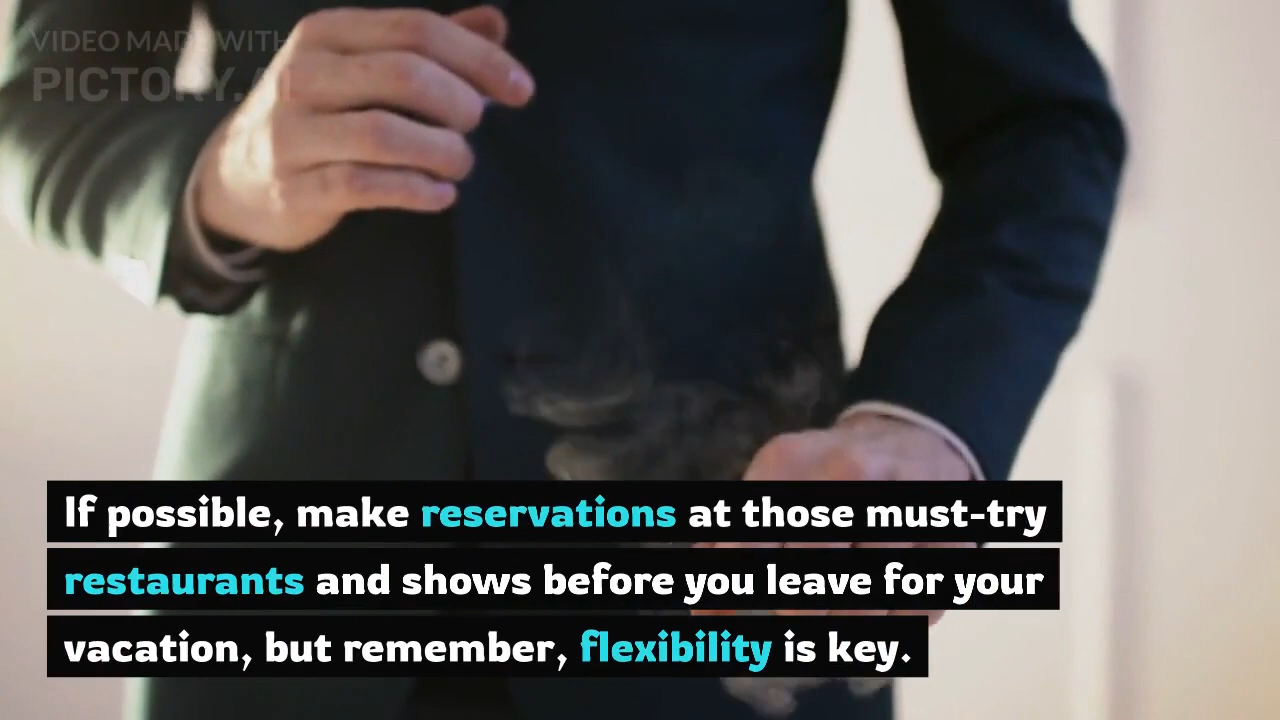 VIDEO MADE WITH
PICTORY.AI
If possible, make reservations at those must-try
restaurants and shows before you leave for your
vacation, but remember, flexibility is key.